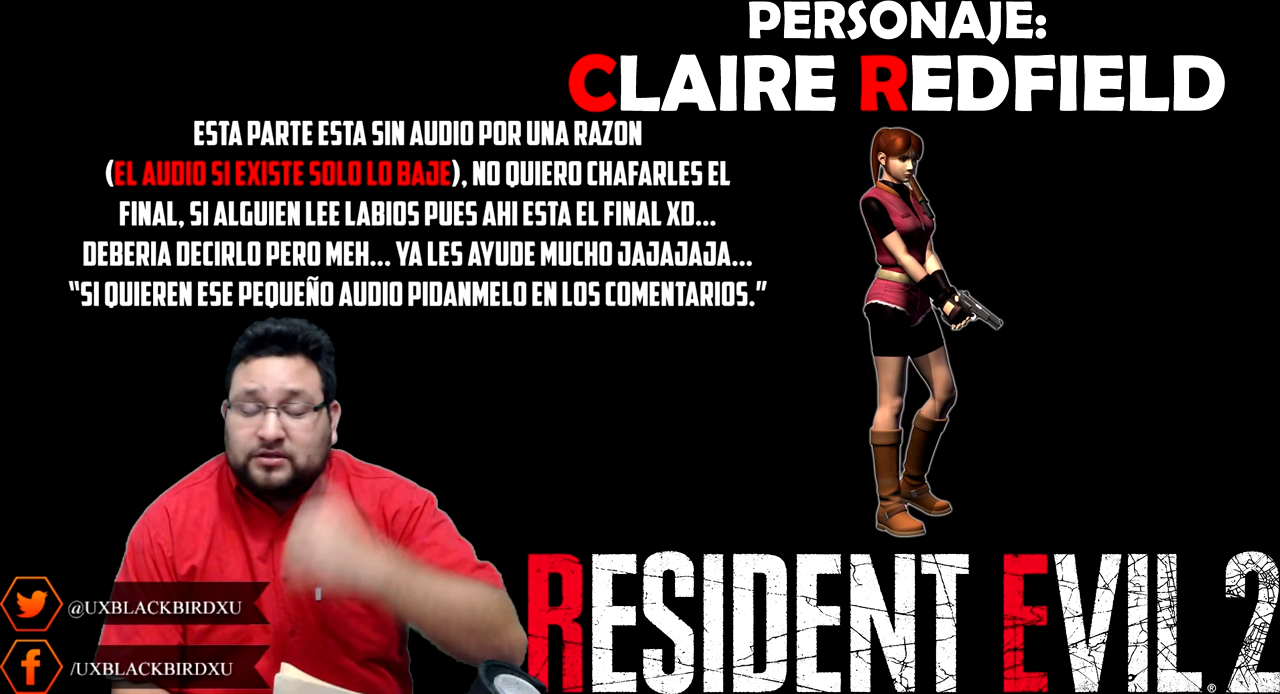 PERSONAJE:
CLAIRE REDFIELD
ESTA PARTE ESTA SIN AUDIO POR UNA RAZON
(EL AUDIO SI EXISTE SOLO LO BAJE), NO QUIERO CHAFARLES EL
FINAL, SI ALGUIEN LEE LABIOS PUES AHI ESTA EL FINAL XD...
DEBERIA DECIRLO PERO MEH... YA LES AYUDE MUCHO JAJAJAJA...
“SI QUIEREN ESE PEQUEÑO AUDIO PIDANMELO EN LOS COMENTARIOS.”
@UXBLACKBIRDXU
/UXBLACKBIRDXU
RESIDENT EVIL 2
®